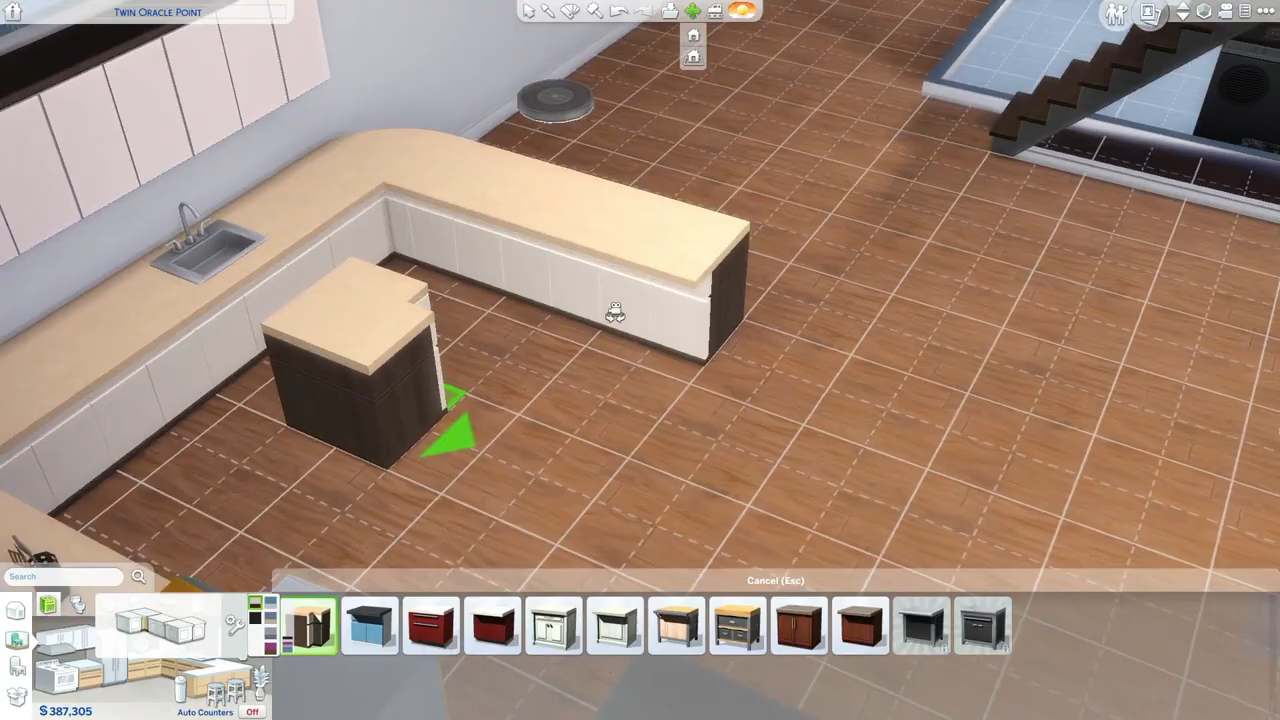 TWIN ORACLE POINT
Cancel (Esc)
Search
§387,305
Auto Counters Off